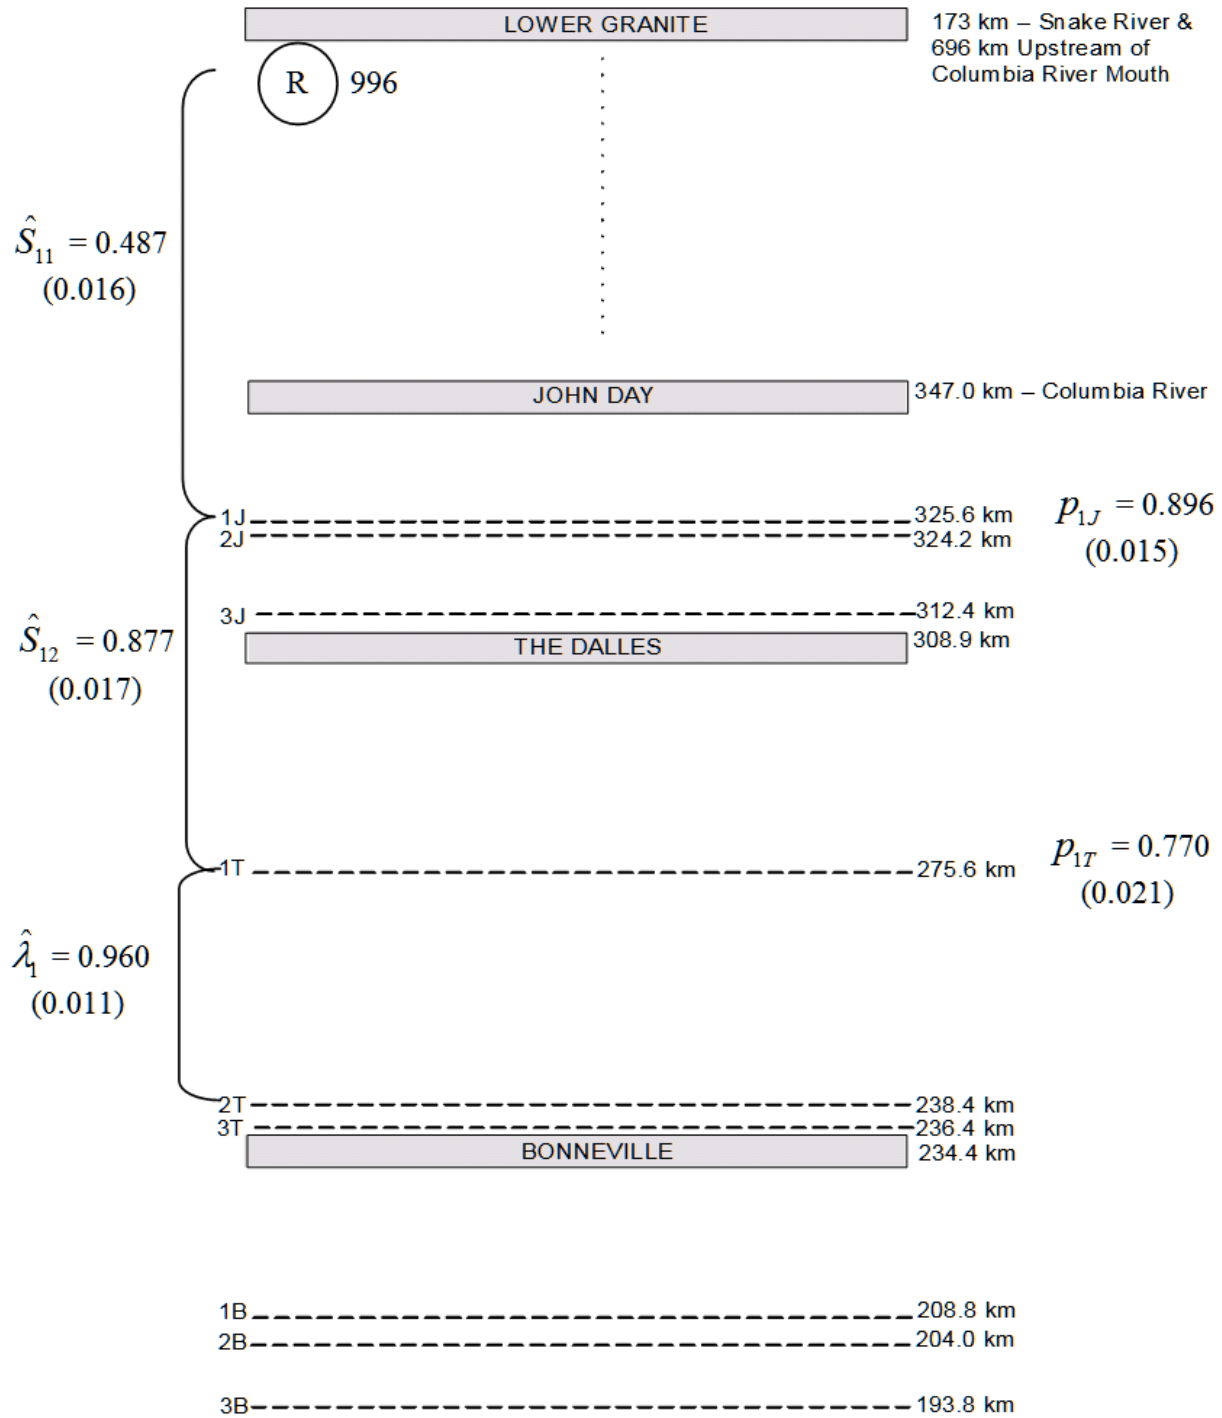 LOWER GRANITE
173 km – Snake River &
696 km Upstream of
Columbia River Mouth
R 996
Ŝ₁₁ = 0.487
(0.016)
JOHN DAY
347.0 km – Columbia River
1J 325.6 km
2J 324.2 km
p₁J = 0.896
(0.015)
3J 312.4 km
THE DALLES
308.9 km
Ŝ₁₂ = 0.877
(0.017)
1T 275.6 km
p₁T = 0.770
(0.021)
λ̂₁ = 0.960
(0.011)
2T 238.4 km
3T 236.4 km
BONNEVILLE
234.4 km
1B 208.8 km
2B 204.0 km
3B 193.8 km